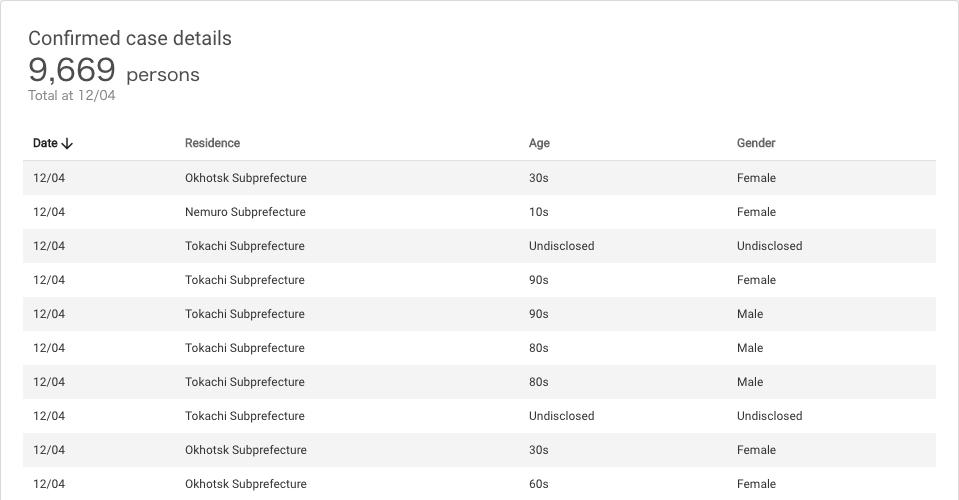 Confirmed case details
9,669 persons
Total at 12/04
Date Residence Age Gender
12/04 Okhotsk Subprefecture 30s Female
12/04 Nemuro Subprefecture 10s Female
12/04 Tokachi Subprefecture Undisclosed Undisclosed
12/04 Tokachi Subprefecture 90s Female
12/04 Tokachi Subprefecture 90s Male
12/04 Tokachi Subprefecture 80s Male
12/04 Tokachi Subprefecture 80s Male
12/04 Tokachi Subprefecture Undisclosed Undisclosed
12/04 Okhotsk Subprefecture 30s Female
12/04 Okhotsk Subprefecture 60s Female